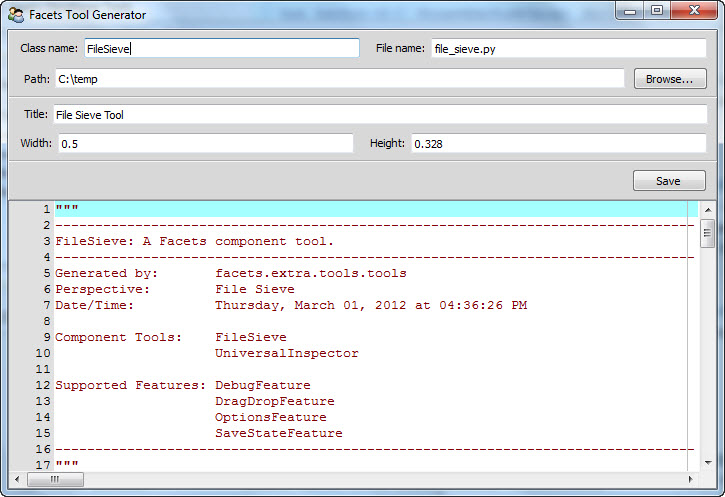 Facets Tool Generator
Class name: FileSieve File name: file_sieve.py
Path: C:\temp Browse...
Title: File Sieve Tool
Width: 0.5 Height: 0.328
Save
1 """
2 --------------------------------------------------------------------------------
3 FileSieve: A Facets component tool.
4 --------------------------------------------------------------------------------
5 Generated by:       facets.extra.tools.tools
6 Perspective:        File Sieve
7 Date/Time:          Thursday, March 01, 2012 at 04:36:26 PM
8
9 Component Tools:    FileSieve
10                     UniversalInspector
11
12 Supported Features: DebugFeature
13                     DragDropFeature
14                     OptionsFeature
15                     SaveStateFeature
16 --------------------------------------------------------------------------------
17 """